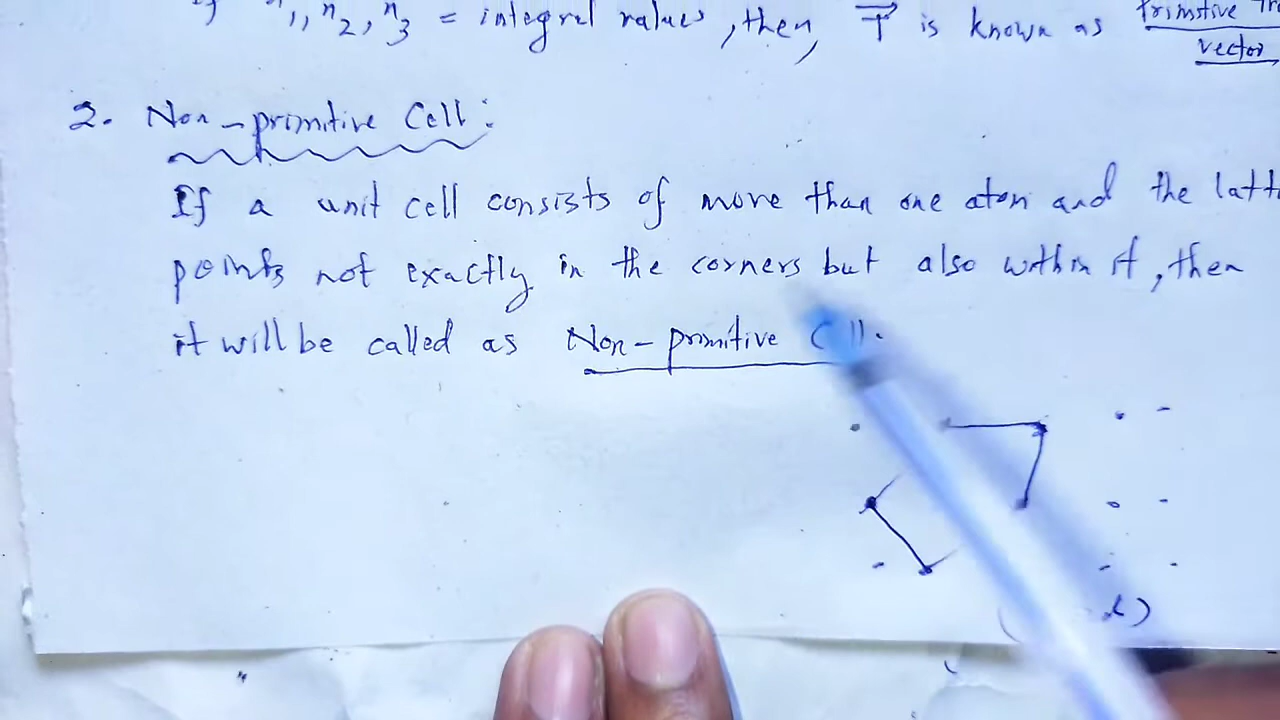 n₁, n₂, n₃ = integral values, then, T⃗ is known as Primitive
vector
2. Non-primitive Cell:
If a unit cell consists of more than one atom and the
points not exactly in the corners but also within it, then
it will be called as Non-primitive Cell.